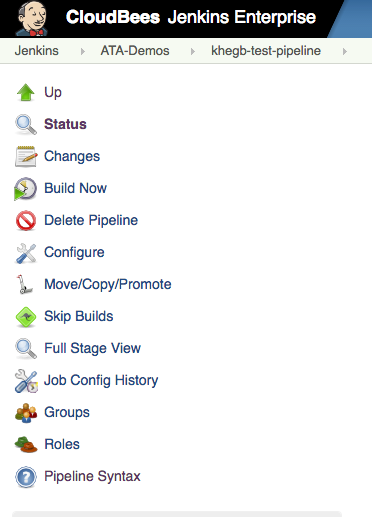 CloudBees Jenkins Enterprise
Jenkins ATA-Demos khegb-test-pipeline
Up
Status
Changes
Build Now
Delete Pipeline
Configure
Move/Copy/Promote
Skip Builds
Full Stage View
Job Config History
Groups
Roles
Pipeline Syntax